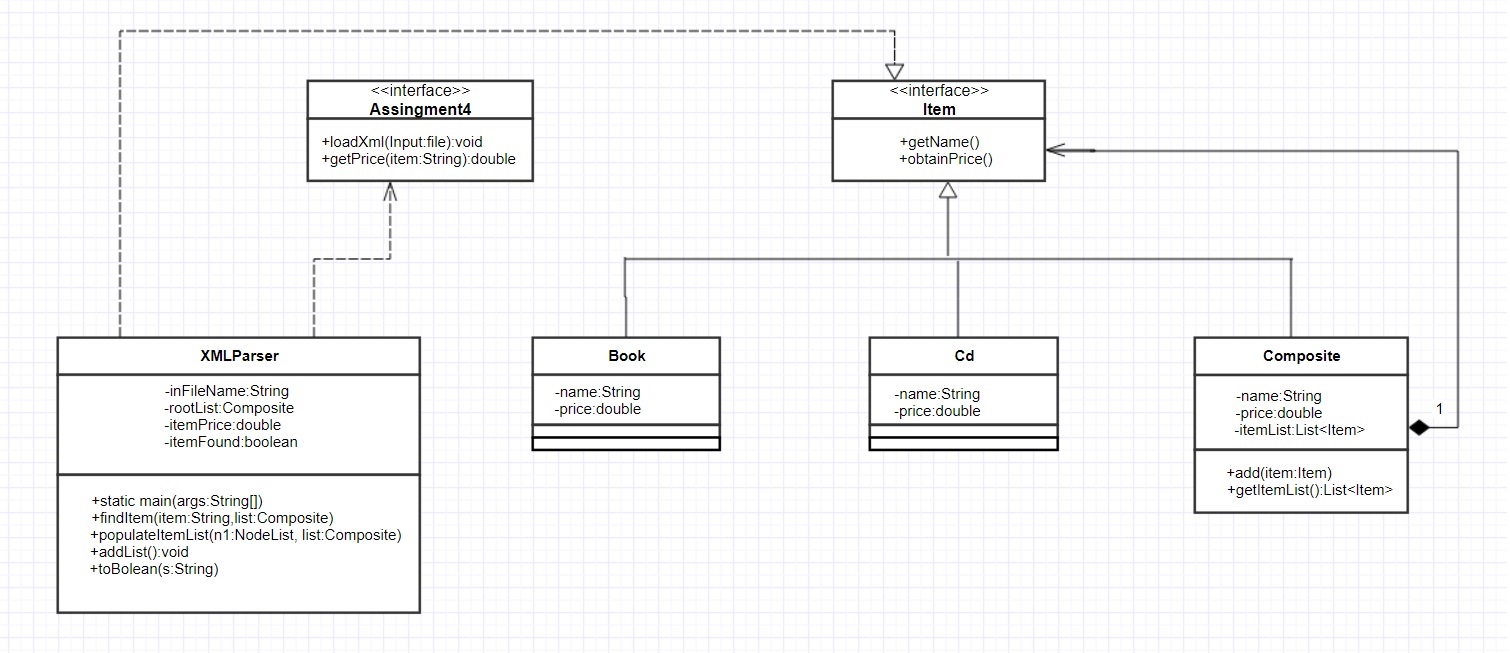 <<interface>>
Assingment4
+loadXml(Input:file):void
+getPrice(item:String):double
<<interface>>
Item
+getName()
+obtainPrice()
XMLParser
-inFileName:String
-rootList:Composite
-itemPrice:double
-itemFound:boolean
+static main(args:String[])
+findItem(item:String,list:Composite)
+populateItemList(n1:NodeList, list:Composite)
+addList():void
+toBolean(s:String)
Book
-name:String
-price:double
Cd
-name:String
-price:double
Composite
-name:String
-price:double
-itemList:List<Item>
+add(item:Item)
+getItemList():List<Item>
1